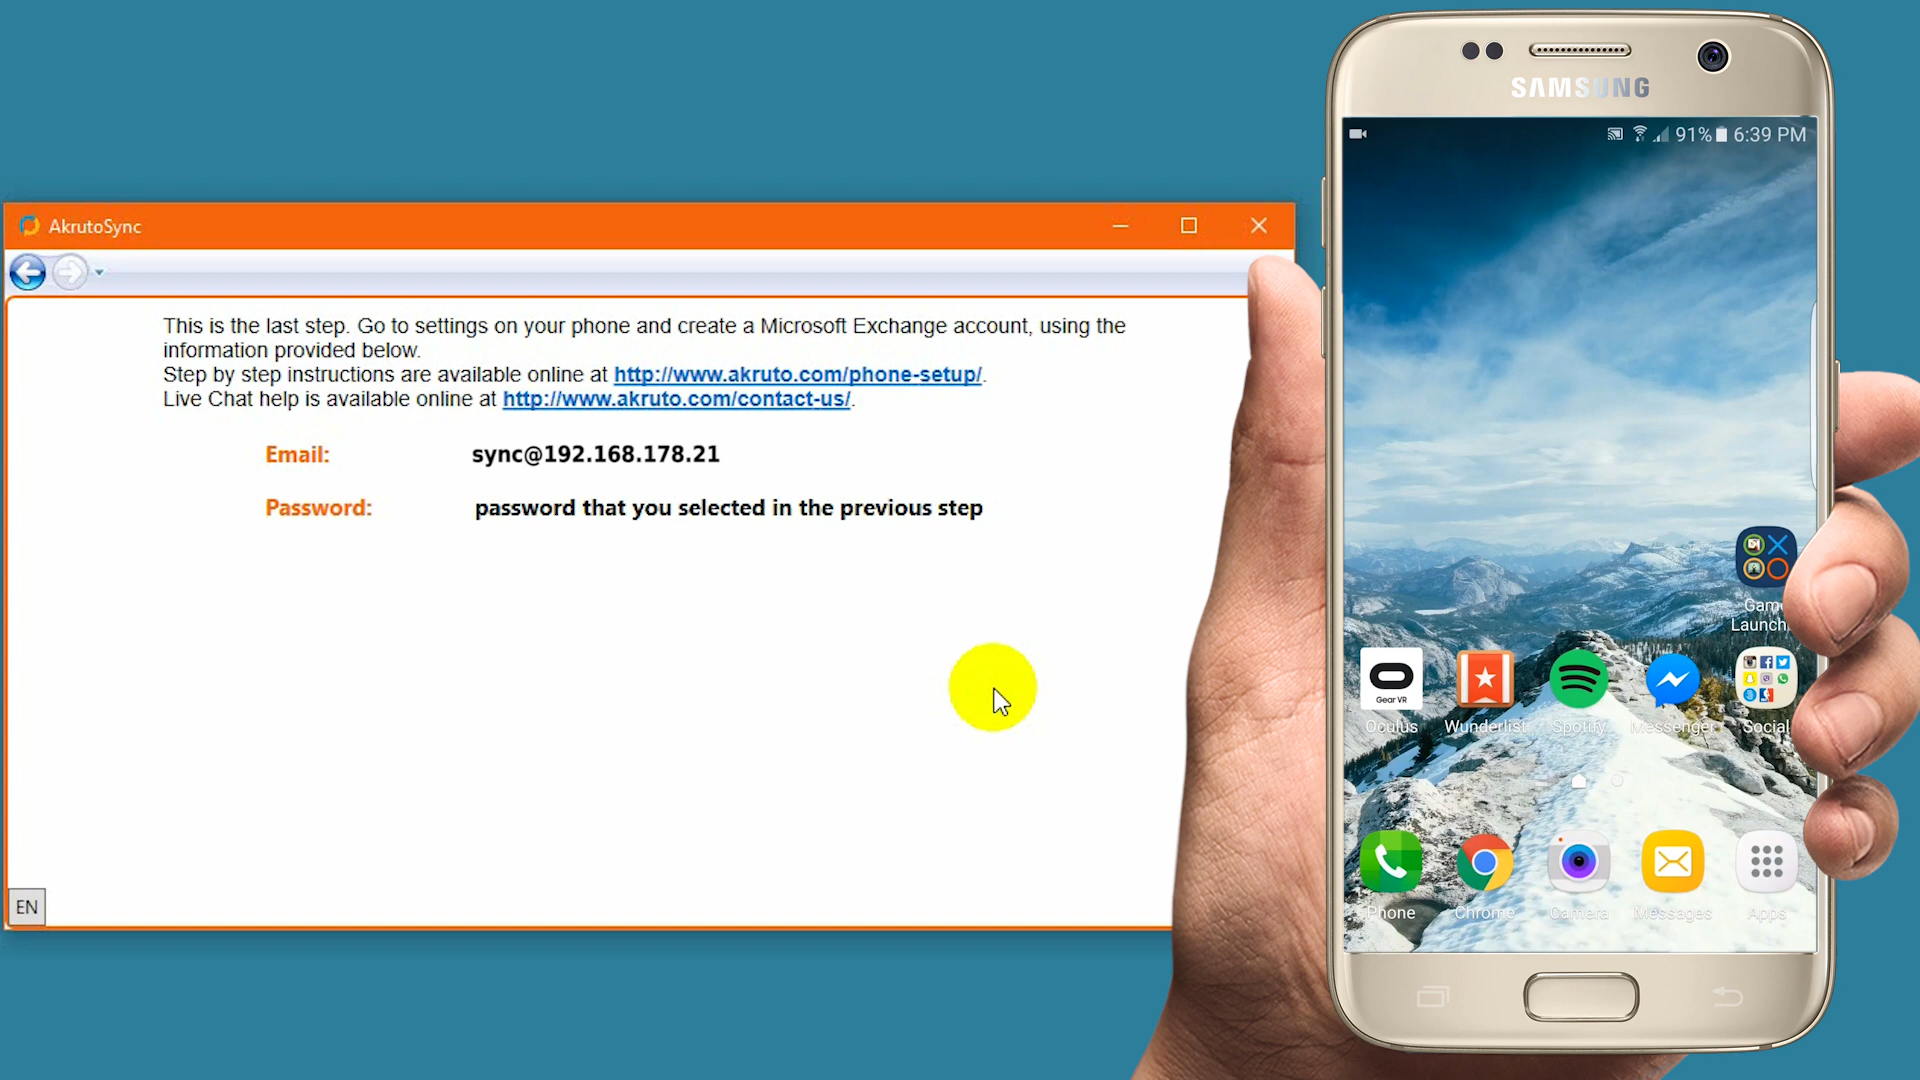 AkrutoSync
This is the last step. Go to settings on your phone and create a Microsoft Exchange account, using the
information provided below.
Step by step instructions are available online at http://www.akruto.com/phone-setup/.
Live Chat help is available online at http://www.akruto.com/contact-us/.
Email: sync@192.168.178.21
Password: password that you selected in the previous step
EN
SAMSUNG
91% 6:39 PM
Game
Launch
Gear VR
Oculus Wunderlist Spotify Messenger Social
Phone Chrome Camera Messages Apps